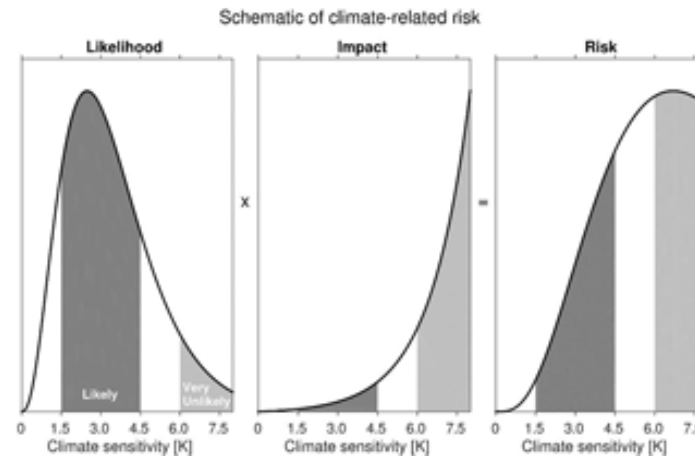 Schematic of climate-related risk
Likelihood
Impact
Risk
x
=
Likely
Very
Unlikely
0 1.5 3.0 4.5 6.0 7.5
0 1.5 3.0 4.5 6.0 7.5
0 1.5 3.0 4.5 6.0 7.5
Climate sensitivity [K]
Climate sensitivity [K]
Climate sensitivity [K]